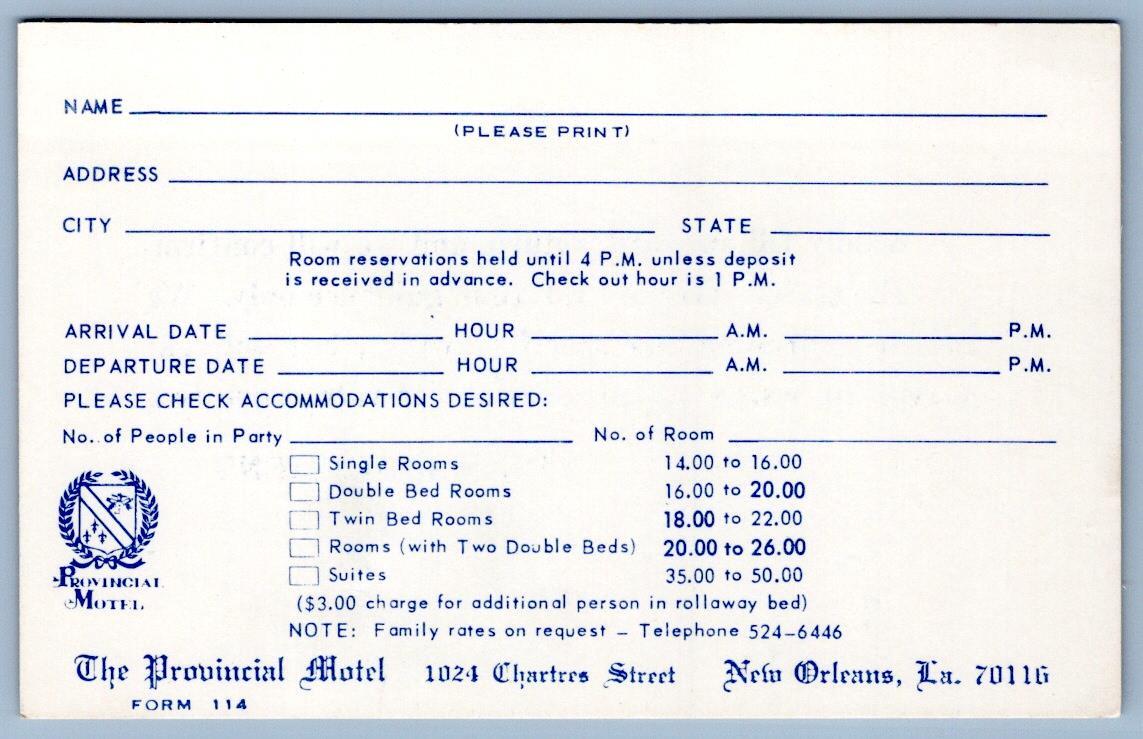 NAME
(PLEASE PRINT)
ADDRESS
CITY STATE
Room reservations held until 4 P.M. unless deposit
is received in advance. Check out hour is 1 P.M.
ARRIVAL DATE HOUR A.M. P.M.
DEPARTURE DATE HOUR A.M. P.M.
PLEASE CHECK ACCOMMODATIONS DESIRED:
No. of People in Party No. of Room
Single Rooms 14.00 to 16.00
Double Bed Rooms 16.00 to 20.00
Twin Bed Rooms 18.00 to 22.00
Rooms (with Two Double Beds) 20.00 to 26.00
Suites 35.00 to 50.00
PROVINCIAL
MOTEL
($3.00 charge for additional person in rollaway bed)
NOTE: Family rates on request – Telephone 524-6446
The Provincial Motel 1024 Chartres Street New Orleans, La. 70116
FORM 114